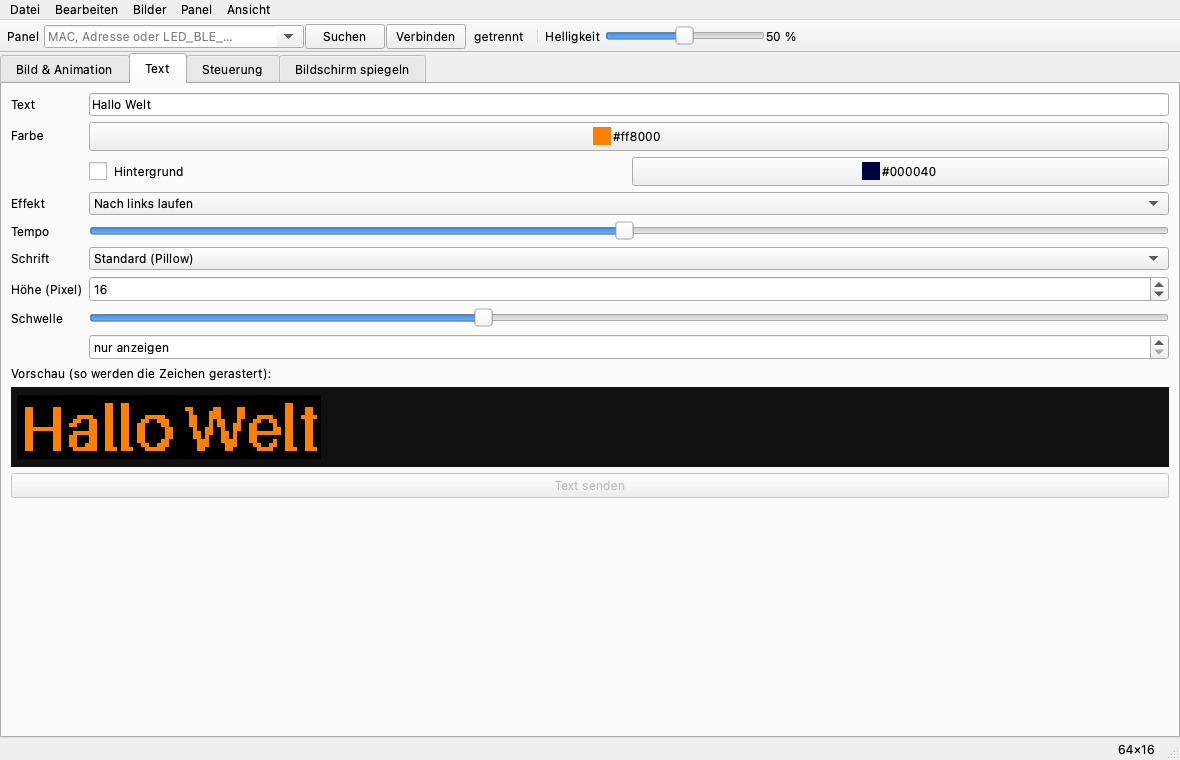 Datei Bearbeiten Bilder Panel Ansicht
Panel MAC, Adresse oder LED_BLE_... Suchen Verbinden getrennt Helligkeit 50 %
Bild & Animation Text Steuerung Bildschirm spiegeln
Text Hallo Welt
Farbe #ff8000
Hintergrund #000040
Effekt Nach links laufen
Tempo
Schrift Standard (Pillow)
Höhe (Pixel) 16
Schwelle
nur anzeigen
Vorschau (so werden die Zeichen gerastert):
Hallo Welt
Text senden
64×16